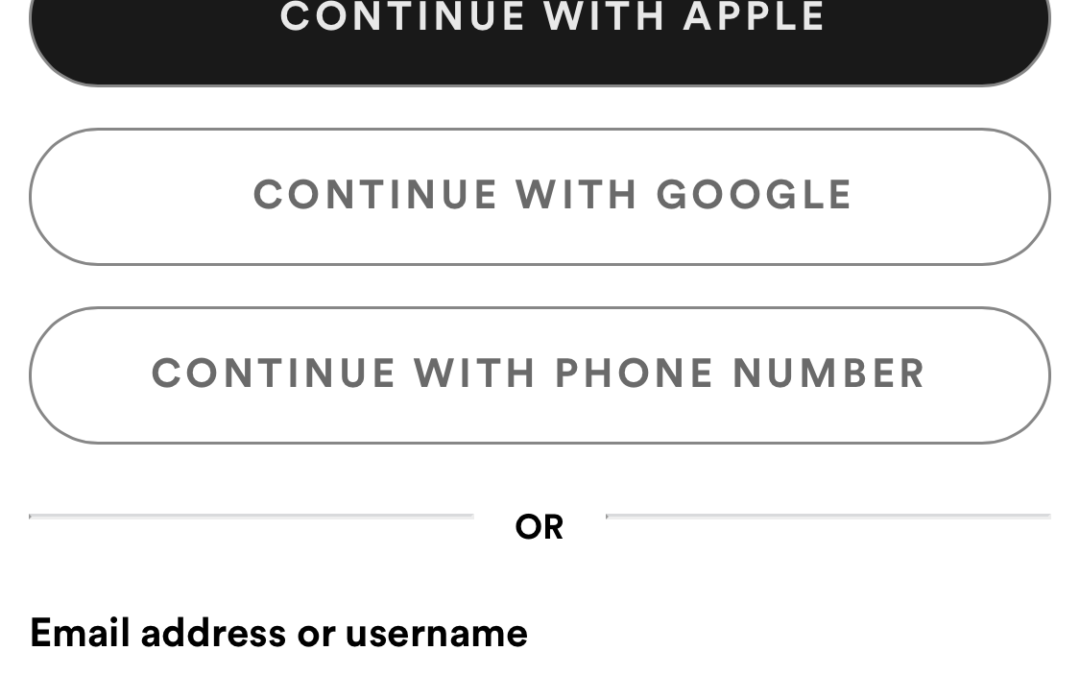 CONTINUE WITH APPLE
CONTINUE WITH GOOGLE
CONTINUE WITH PHONE NUMBER
OR
Email address or username